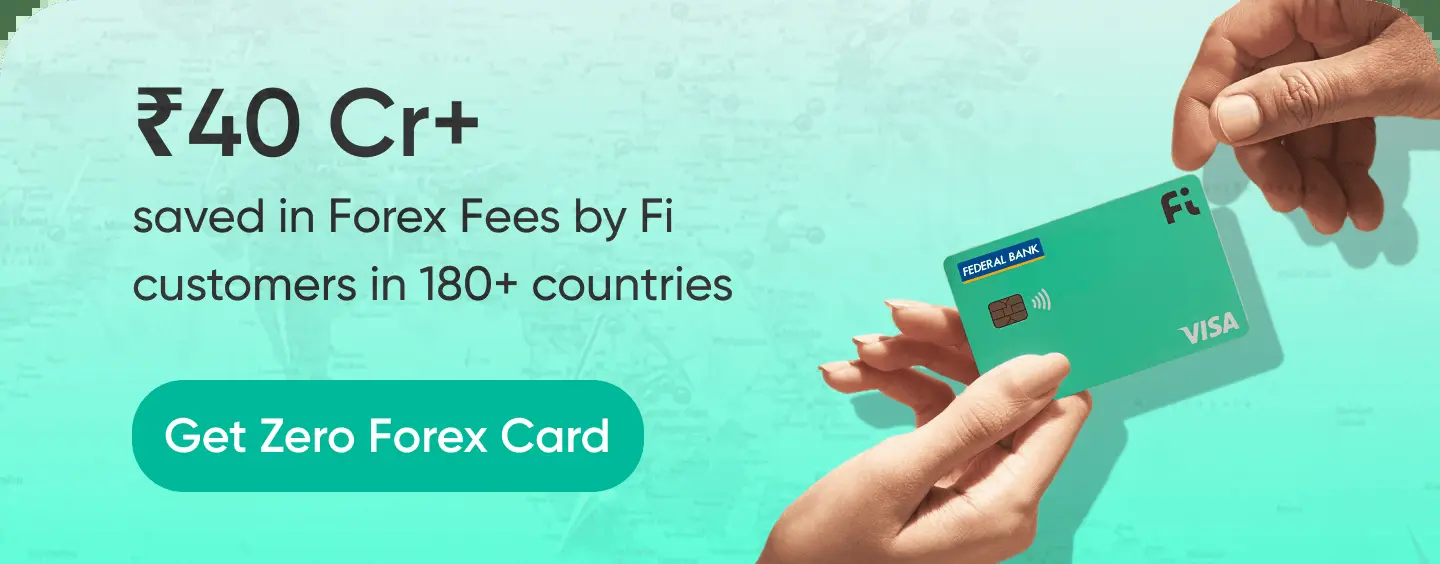 ₹40 Cr+
saved in Forex Fees by Fi
customers in 180+ countries
Get Zero Forex Card
Fi
FEDERAL BANK
VISA